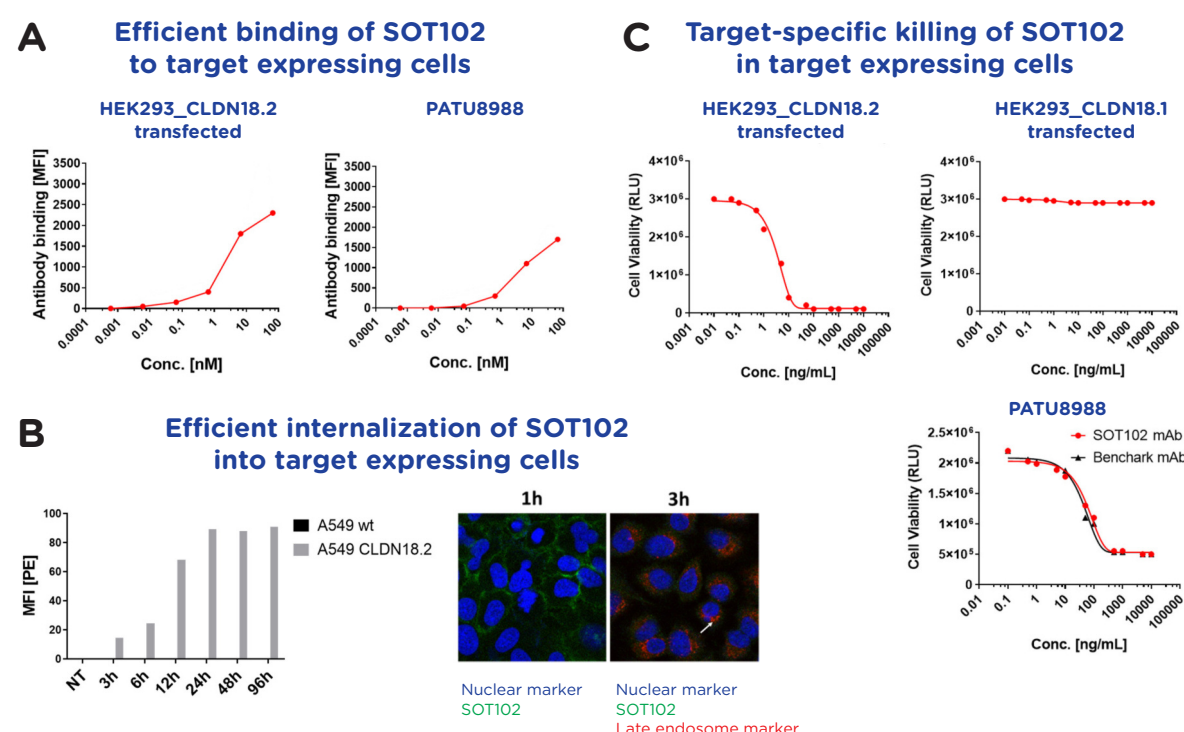 A
Efficient binding of SOT102
to target expressing cells
HEK293_CLDN18.2
transfected
Antibody binding [MFI]
3500
3000
2500
2000
1500
1000
500
0
0.0001
0.001
0.01
0.1
1
10
100
Conc. [nM]
PATU8988
Antibody binding [MFI]
3500
3000
2500
2000
1500
1000
500
0
0.0001
0.001
0.01
0.1
1
10
100
Conc. [nM]
B
Efficient internalization of SOT102
into target expressing cells
MFI [PE]
100
80
60
40
20
0
NT
3h
6h
12h
24h
48h
96h
A549 wt
A549 CLDN18.2
1h
Nuclear marker
SOT102
3h
Nuclear marker
SOT102
Late endosome marker
C
Target-specific killing of SOT102
in target expressing cells
HEK293_CLDN18.2
transfected
Cell Viability (RLU)
4×10⁶
3×10⁶
2×10⁶
1×10⁶
0
0.001
0.01
0.1
1
10
100
1000
10000
100000
Conc. [ng/mL]
HEK293_CLDN18.1
transfected
Cell Viability (RLU)
4×10⁶
3×10⁶
2×10⁶
1×10⁶
0
0.001
0.01
0.1
1
10
100
1000
10000
100000
Conc. [ng/mL]
PATU8988
Cell Viability (RLU)
2.5×10⁶
2×10⁶
1.5×10⁶
1×10⁶
5×10⁵
0
0.01
0.1
1
10
100
1000
10000
100000
Conc. [ng/mL]
SOT102 mAb
Benchark mAb